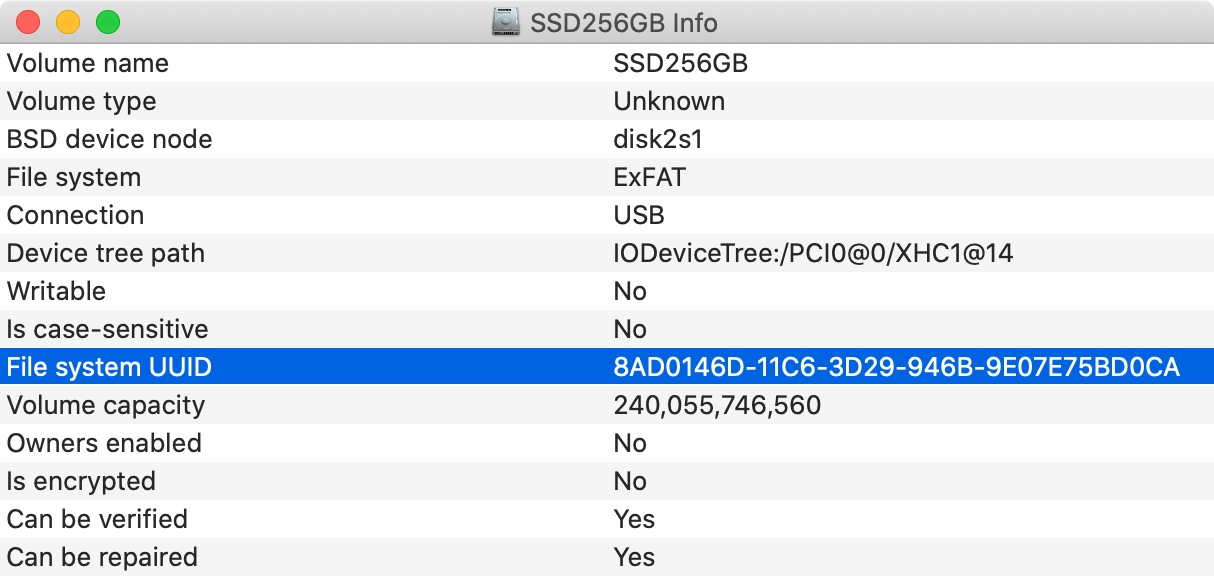 SSD256GB Info
Volume name SSD256GB
Volume type Unknown
BSD device node disk2s1
File system ExFAT
Connection USB
Device tree path IODeviceTree:/PCI0@0/XHC1@14
Writable No
Is case-sensitive No
File system UUID 8AD0146D-11C6-3D29-946B-9E07E75BD0CA
Volume capacity 240,055,746,560
Owners enabled No
Is encrypted No
Can be verified Yes
Can be repaired Yes